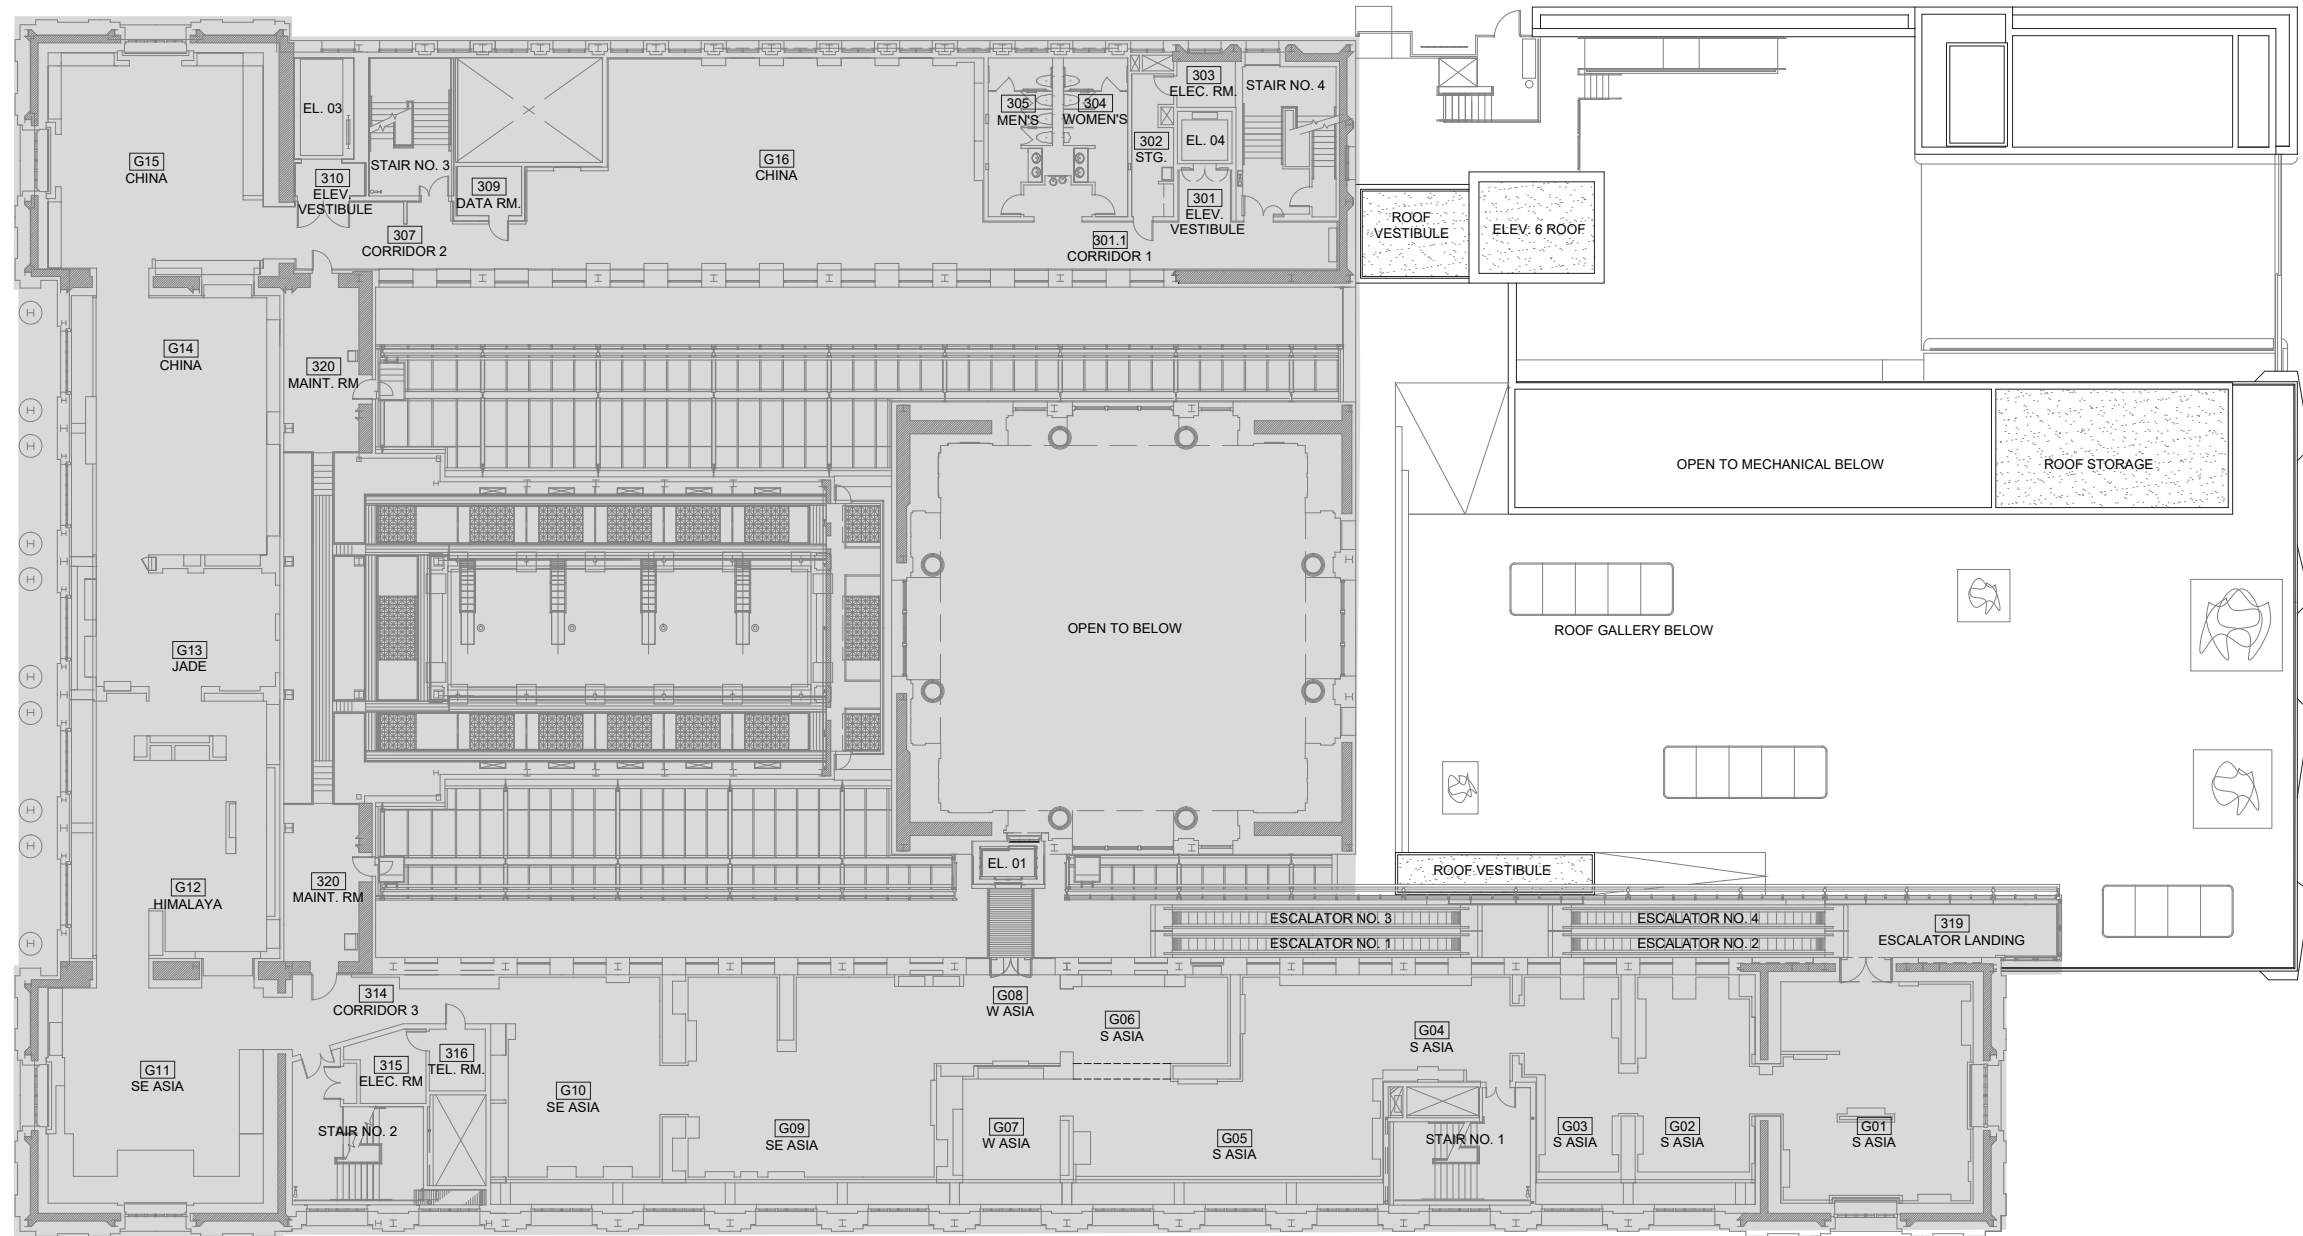 EL. 03
STAIR NO. 3
310
ELEV.
VESTIBULE
309
DATA RM.
307
CORRIDOR 2
G15
CHINA
G16
CHINA
305
MEN'S
304
WOMEN'S
303
ELEC. RM.
STAIR NO. 4
302
STG.
EL. 04
301
ELEV.
VESTIBULE
301.1
CORRIDOR 1
ROOF
VESTIBULE
ELEV. 6 ROOF
G14
CHINA
320
MAINT. RM
OPEN TO MECHANICAL BELOW
ROOF STORAGE
G13
JADE
OPEN TO BELOW
ROOF GALLERY BELOW
G12
HIMALAYA
320
MAINT. RM
EL. 01
ROOF VESTIBULE
ESCALATOR NO. 3
ESCALATOR NO. 1
ESCALATOR NO. 4
ESCALATOR NO. 2
319
ESCALATOR LANDING
314
CORRIDOR 3
G08
W ASIA
G06
S ASIA
G04
S ASIA
G11
SE ASIA
315
ELEC. RM
316
TEL. RM.
STAIR NO. 2
G10
SE ASIA
G09
SE ASIA
G07
W ASIA
G05
S ASIA
STAIR NO. 1
G03
S ASIA
G02
S ASIA
G01
S ASIA